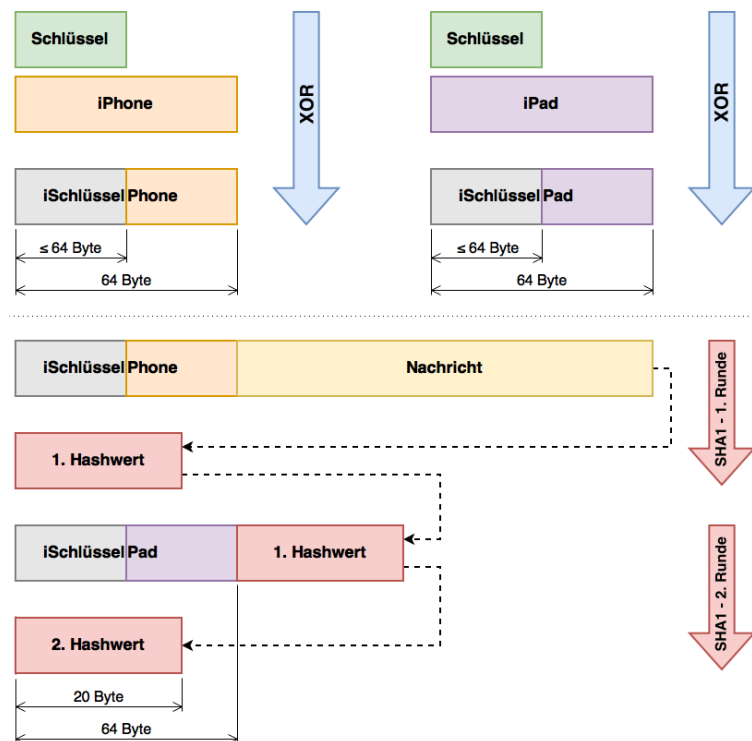 Schlüssel
Schlüssel
XOR
XOR
iPhone
iPad
iSchlüssel Phone
iSchlüssel Pad
≤ 64 Byte
≤ 64 Byte
64 Byte
64 Byte
iSchlüssel Phone
Nachricht
SHA1 - 1. Runde
1. Hashwert
iSchlüssel Pad
1. Hashwert
SHA1 - 2. Runde
2. Hashwert
20 Byte
64 Byte